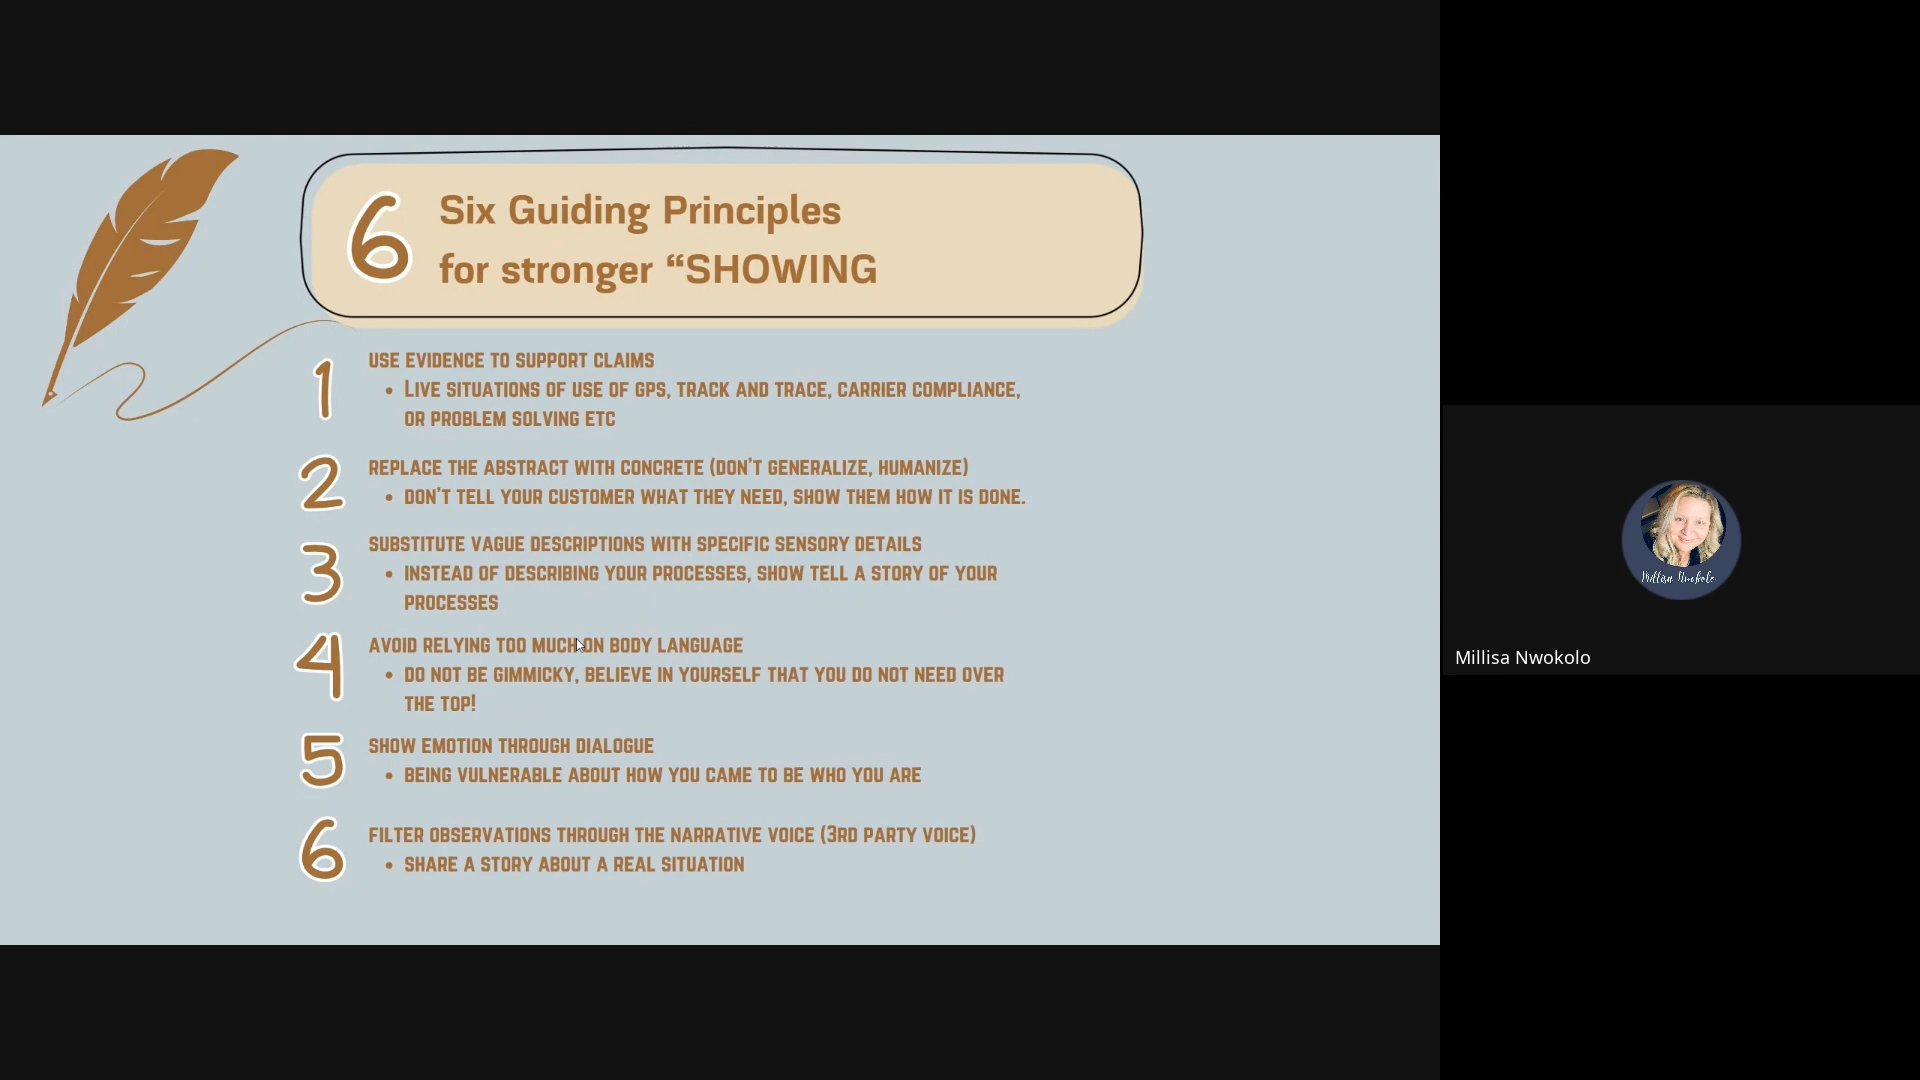 6
Six Guiding Principles
for stronger “SHOWING
1
USE EVIDENCE TO SUPPORT CLAIMS
• LIVE SITUATIONS OF USE OF GPS, TRACK AND TRACE, CARRIER COMPLIANCE,
OR PROBLEM SOLVING ETC
2
REPLACE THE ABSTRACT WITH CONCRETE (DON’T GENERALIZE, HUMANIZE)
• DON’T TELL YOUR CUSTOMER WHAT THEY NEED, SHOW THEM HOW IT IS DONE.
3
SUBSTITUTE VAGUE DESCRIPTIONS WITH SPECIFIC SENSORY DETAILS
• INSTEAD OF DESCRIBING YOUR PROCESSES, SHOW TELL A STORY OF YOUR
PROCESSES
4
AVOID RELYING TOO MUCH ON BODY LANGUAGE
• DO NOT BE GIMMICKY, BELIEVE IN YOURSELF THAT YOU DO NOT NEED OVER
THE TOP!
5
SHOW EMOTION THROUGH DIALOGUE
• BEING VULNERABLE ABOUT HOW YOU CAME TO BE WHO YOU ARE
6
FILTER OBSERVATIONS THROUGH THE NARRATIVE VOICE (3RD PARTY VOICE)
• SHARE A STORY ABOUT A REAL SITUATION
Millisa Nwokolo
Millisa Nwokolo